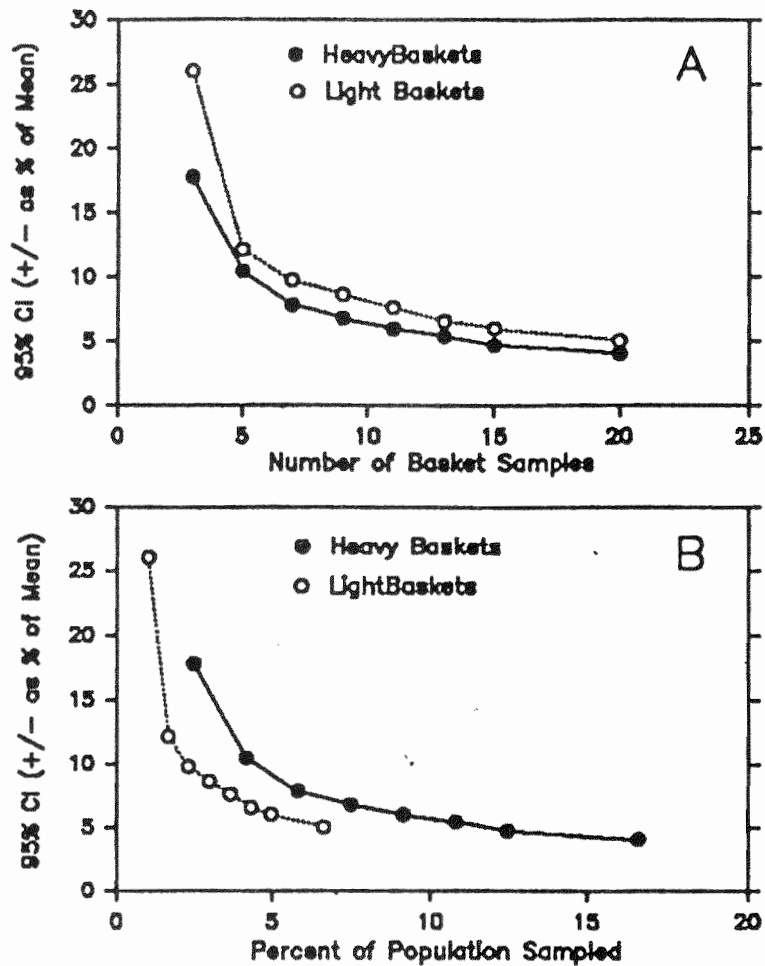 30
25
20
15
10
5
0
95% CI (+/− as % of Mean)
HeavyBaskets
Light Baskets
A
0 5 10 15 20 25
Number of Basket Samples
30
25
20
15
10
5
0
95% CI (+/− as % of Mean)
Heavy Baskets
LightBaskets
B
0 5 10 15 20
Percent of Population Sampled